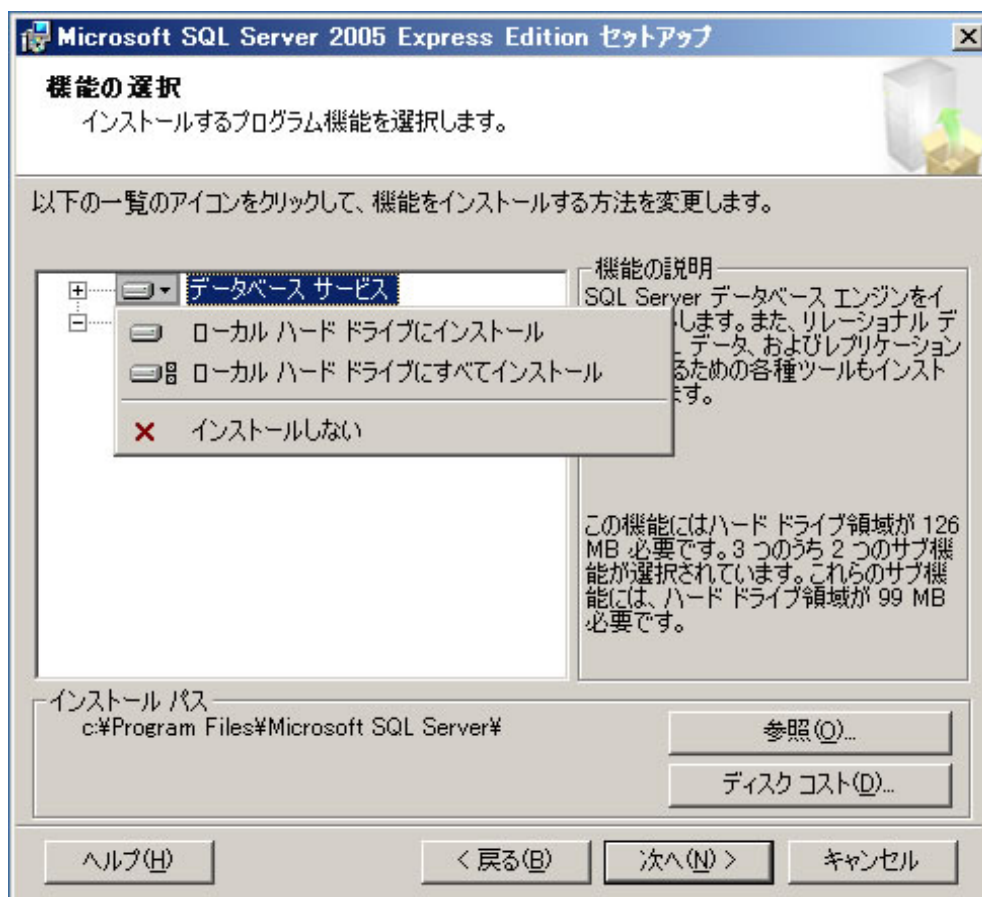 Microsoft SQL Server 2005 Express Edition セットアップ
機能の選択
インストールするプログラム機能を選択します。
以下の一覧のアイコンをクリックして、機能をインストールする方法を変更します。
データベース サービス
ローカル ハード ドライブにインストール
ローカル ハード ドライブにすべてインストール
インストールしない
機能の説明
SQL Server データベース エンジンをイ
します。また、リレーショナル デ
データ、およびレプリケーション
るための各種ツールもインスト
す。
この機能にはハード ドライブ領域が 126
MB 必要です。3 つのうち 2 つのサブ機
能が選択されています。これらのサブ機
能には、ハード ドライブ領域が 99 MB
必要です。
インストール パス
c:¥Program Files¥Microsoft SQL Server¥
参照(O)...
ディスク コスト(D)...
ヘルプ(H)
< 戻る(B)
次へ(N) >
キャンセル